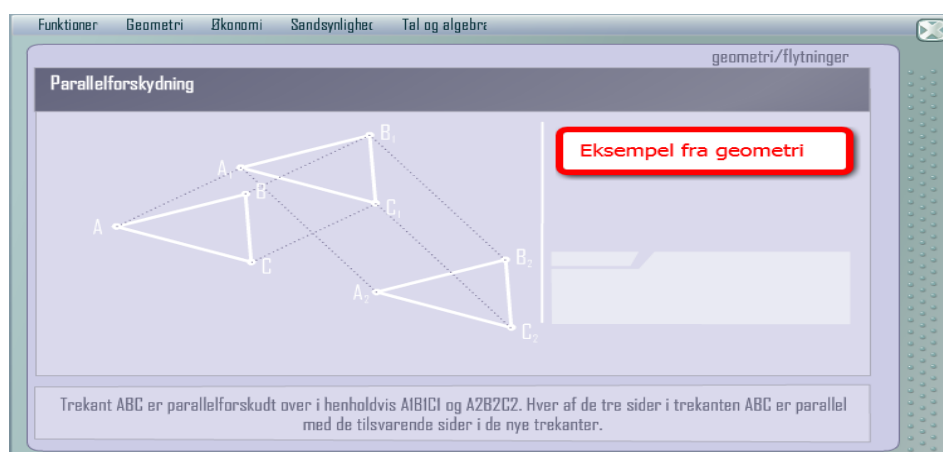 Funktioner Geometri Økonomi Sandsynlighed Tal og algebra
geometri/flytninger
Parallelforskydning
Eksempel fra geometri
B₁
A₁
B
C₁
A
C
B₂
A₂
C₂
Trekant ABC er parallelforskudt over i henholdvis A1B1C1 og A2B2C2. Hver af de tre sider i trekanten ABC er parallel
med de tilsvarende sider i de nye trekanter.